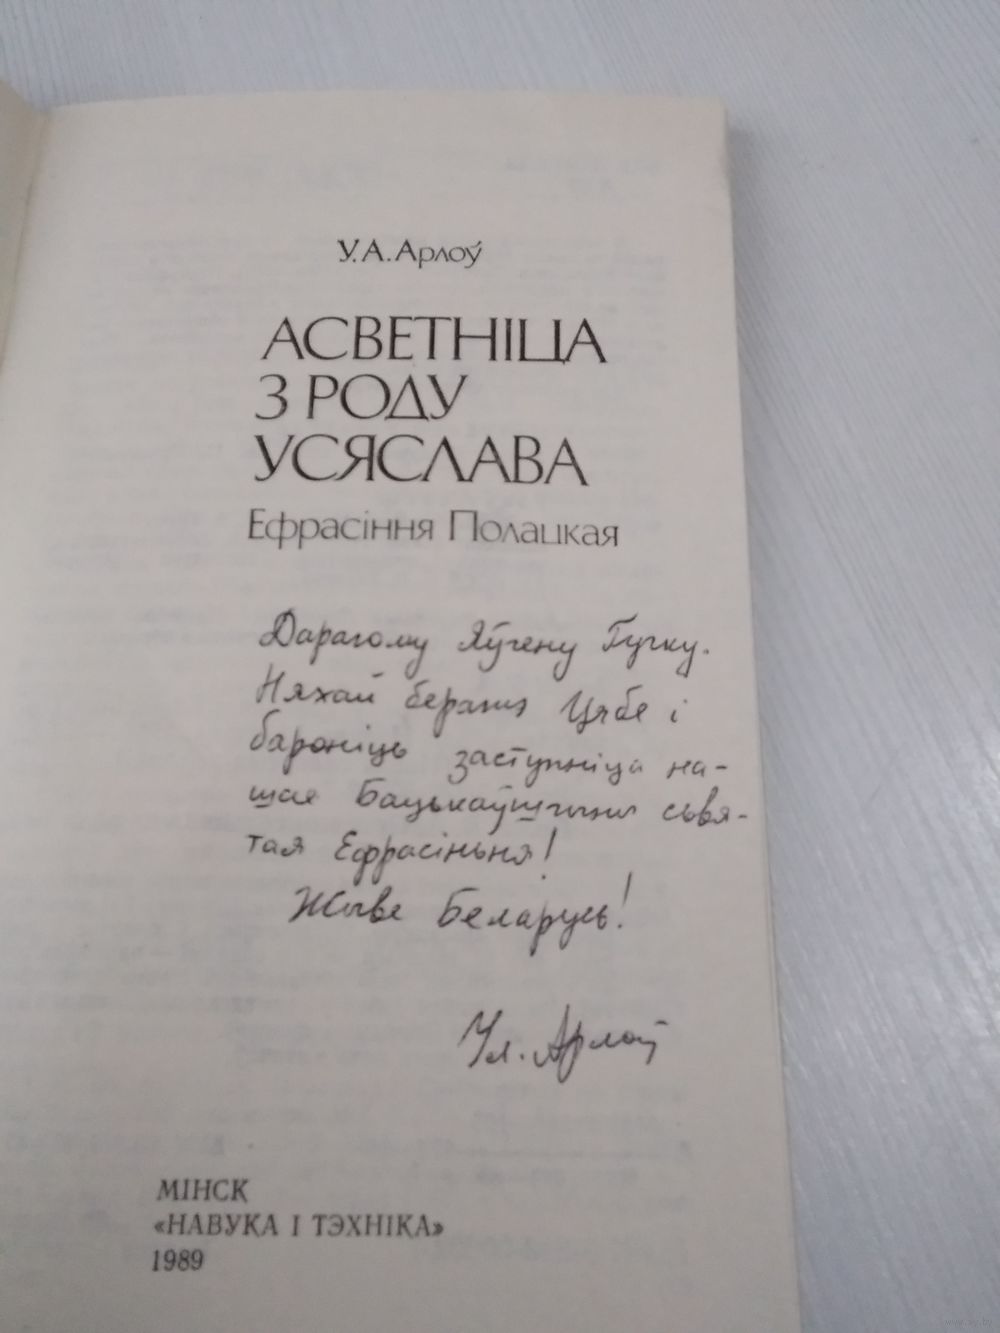 У. А. Арлоў
АСВЕТНІЦА
З РОДУ
УСЯСЛАВА
Ефрасіння Полацкая
Дарагому Яўгену Гучку.
Няхай беражэ Цябе і
бароніць заступніца на-
шае Бацькаўшчыны сьвя-
тая Ефрасіньня!
Жыве Беларусь!
Ул. Арлоў
МІНСК
«НАВУКА І ТЭХНІКА»
1989